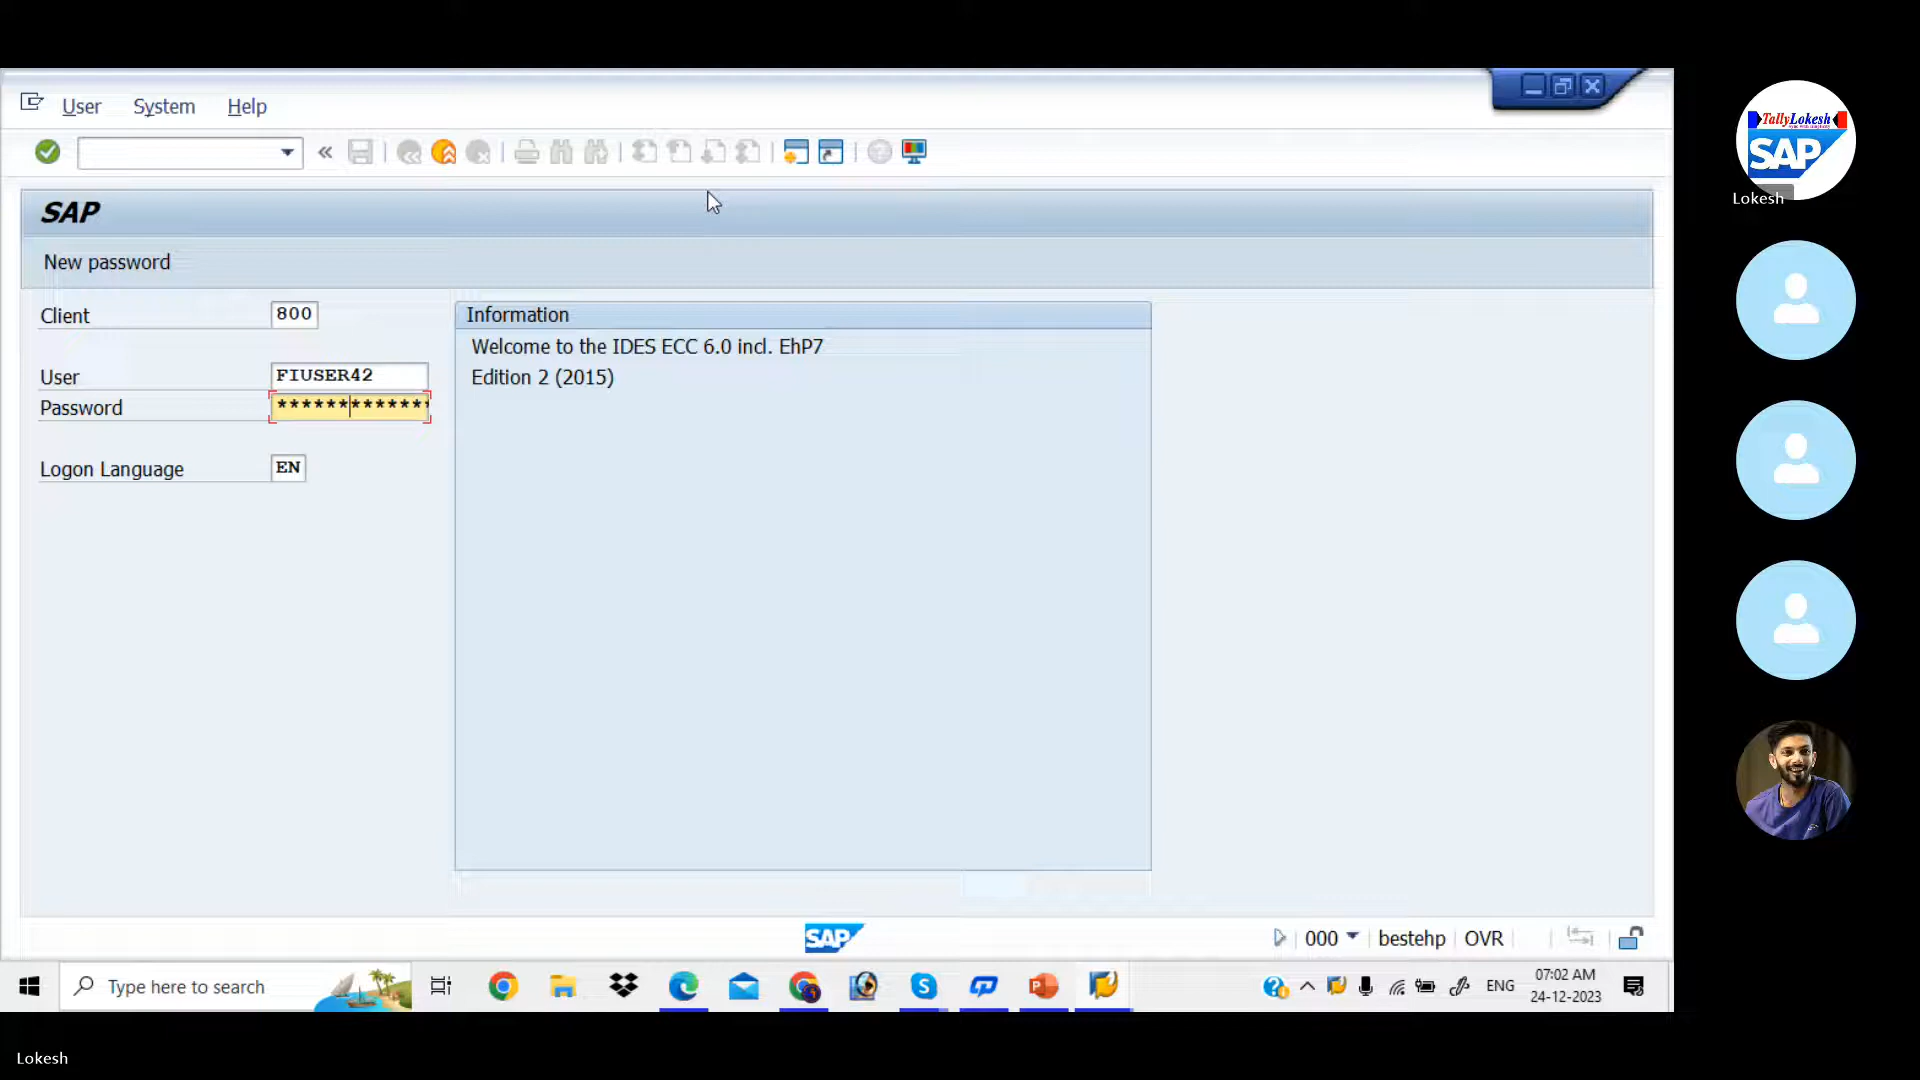 User System Help
SAP
New password
Client 800
User FIUSER42
Password *************
Logon Language EN
Information
Welcome to the IDES ECC 6.0 incl. EhP7
Edition 2 (2015)
SAP
000 bestehp OVR
Type here to search
ENG
07:02 AM
24-12-2023
TallyLokesh
SAP
Lokesh
Lokesh